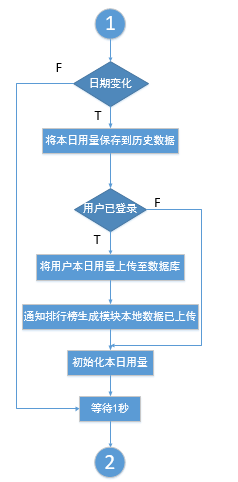 1
F
日期变化
T
将本日用量保存到历史数据
用户已登录
F
T
将用户本日用量上传至数据库
通知排行榜生成模块本地数据已上传
初始化本日用量
等待1秒
2